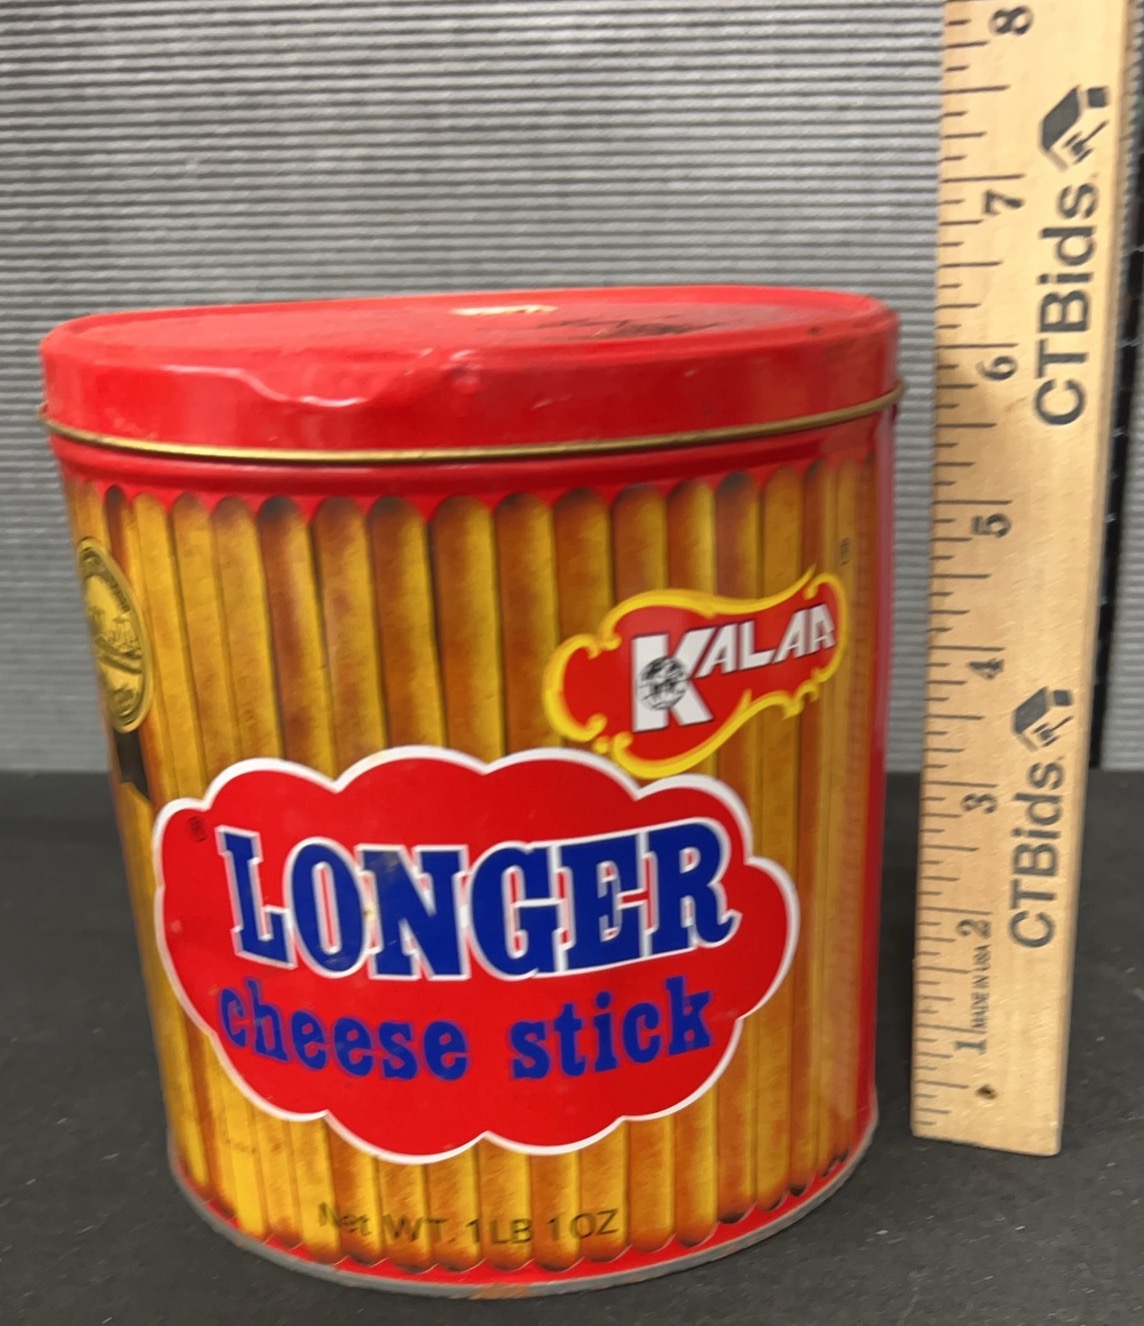 KALAR
LONGER
cheese stick
Net WT. 1 LB 1 OZ
8
7
6
5
4
3
2
1
CTBids.
CTBids.
MADE IN USA